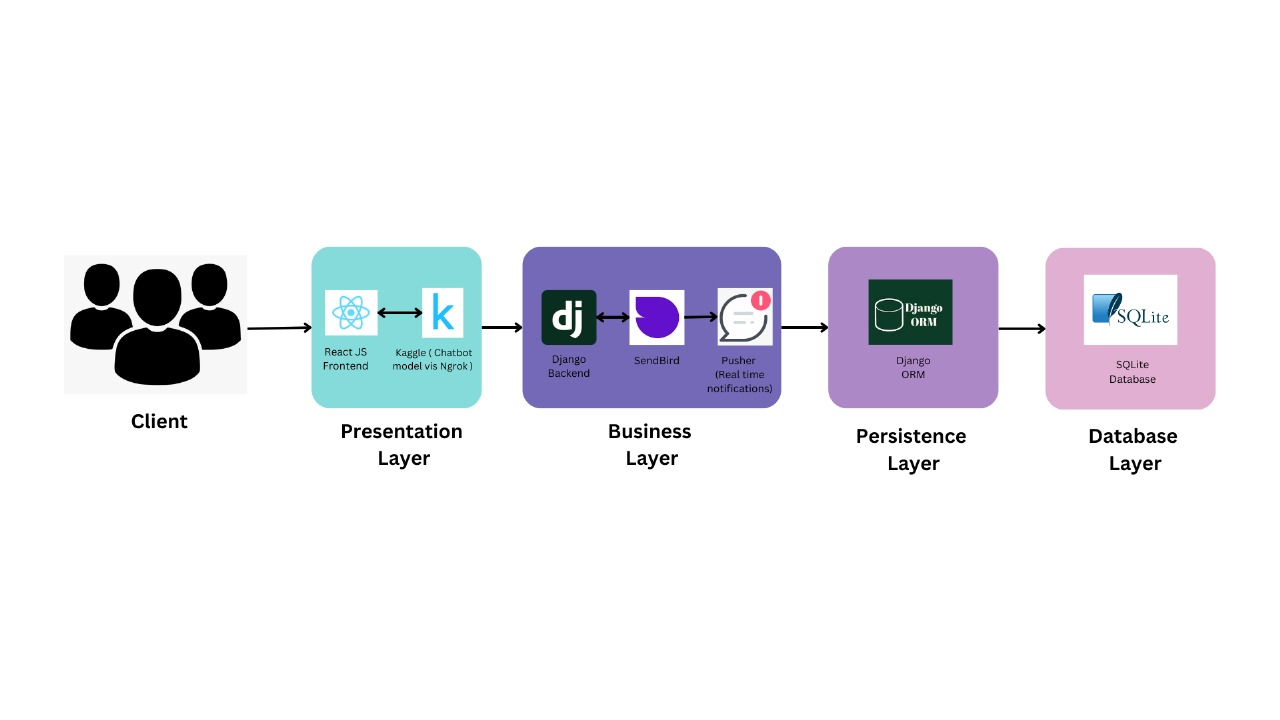 React JS
Frontend
k
Kaggle ( Chatbot
model vis Ngrok )
dj
Django
Backend
SendBird
Pusher
(Real time
notifications)
Django
ORM
Django
ORM
SQLite
SQLite
Database
Client
Presentation
Layer
Business
Layer
Persistence
Layer
Database
Layer